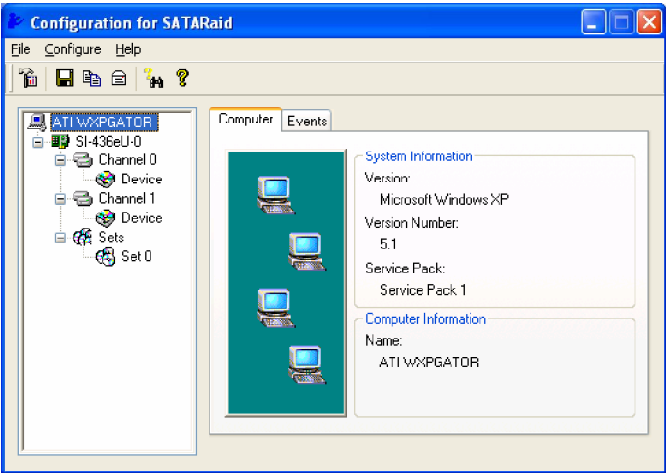 Configuration for SATARaid
File Configure Help
ATI WXPGATOR
SI-436eU-0
Channel 0
Device
Channel 1
Device
Sets
Set 0
Computer Events
System Information
Version:
Microsoft Windows XP
Version Number:
5.1
Service Pack:
Service Pack 1
Computer Information
Name:
ATI WXPGATOR